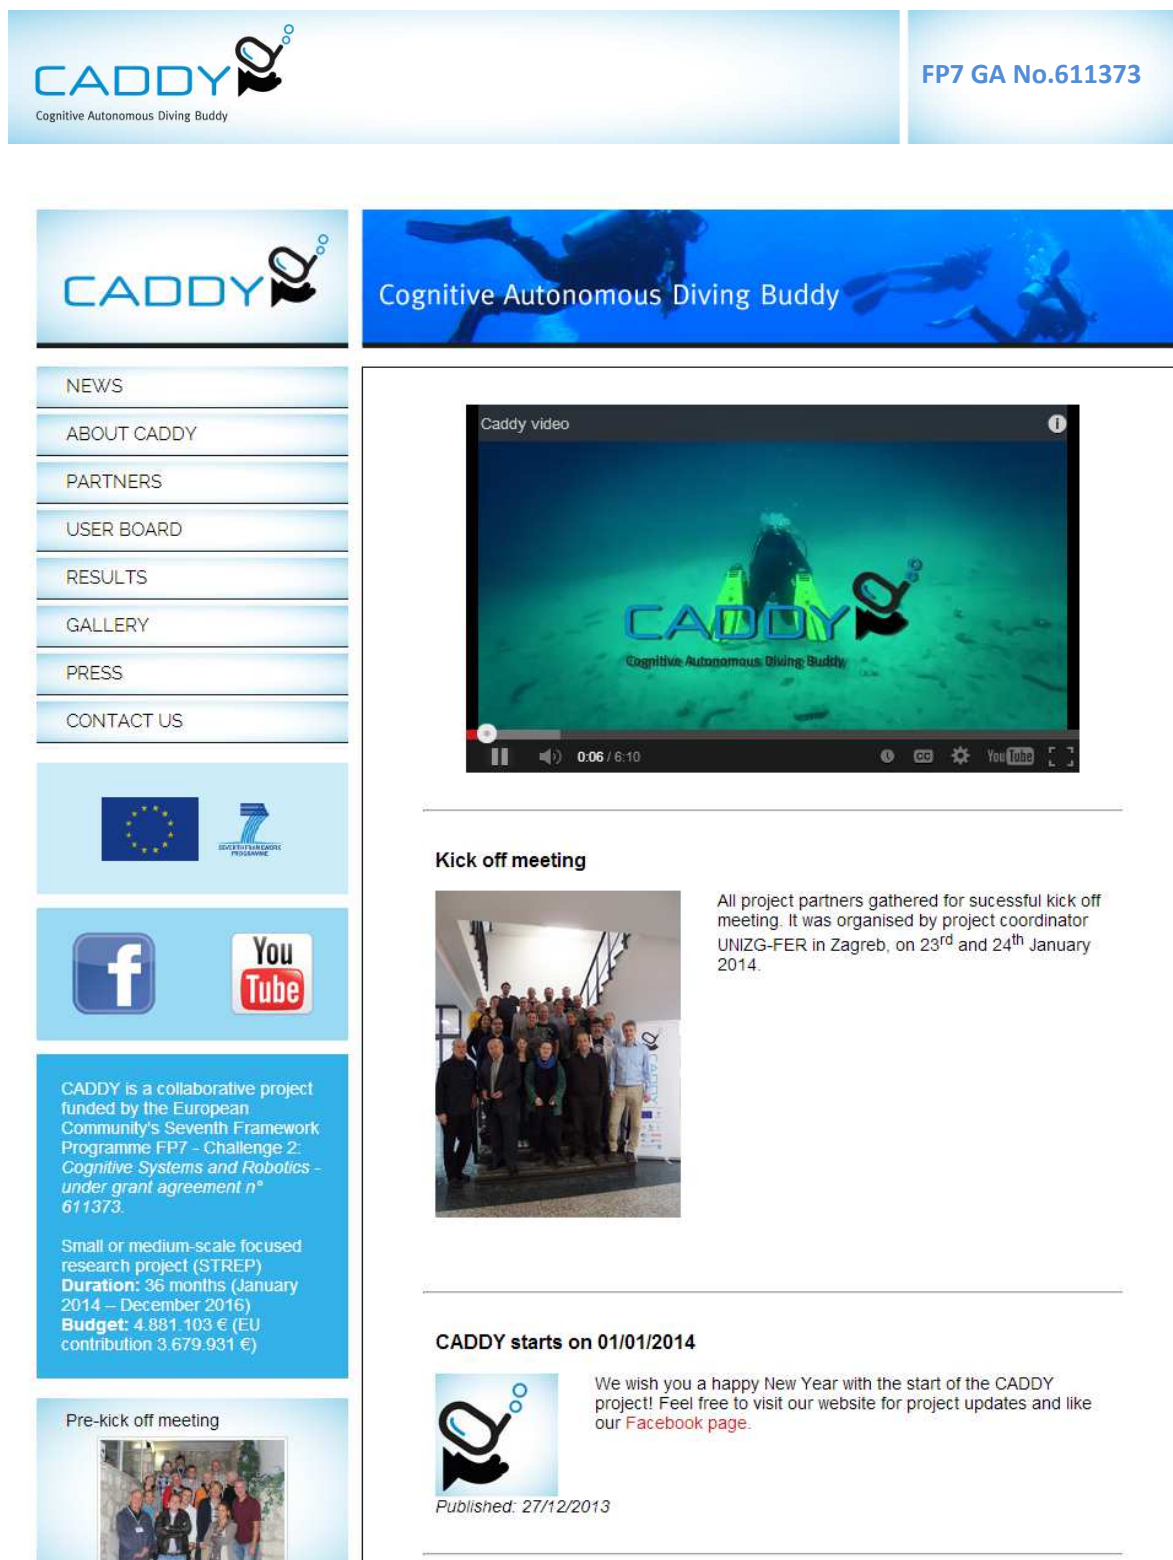 CADDY
Cognitive Autonomous Diving Buddy
FP7 GA No.611373
CADDY
Cognitive Autonomous Diving Buddy
NEWS
ABOUT CADDY
PARTNERS
USER BOARD
RESULTS
GALLERY
PRESS
CONTACT US
SEVENTH FRAMEWORK
PROGRAMME
You
Tube
CADDY is a collaborative project
funded by the European
Community's Seventh Framework
Programme FP7 - Challenge 2:
Cognitive Systems and Robotics -
under grant agreement n°
611373.
Small or medium-scale focused
research project (STREP)
Duration: 36 months (January
2014 – December 2016)
Budget: 4.881.103 € (EU
contribution 3.679.931 €)
Pre-kick off meeting
Caddy video
CADDY
Cognitive Autonomous Diving Buddy
0:06 / 6:10
CC
YouTube
Kick off meeting
CADDY
All project partners gathered for sucessful kick off
meeting. It was organised by project coordinator
UNIZG-FER in Zagreb, on 23rd and 24th January
2014.
CADDY starts on 01/01/2014
We wish you a happy New Year with the start of the CADDY
project! Feel free to visit our website for project updates and like
our Facebook page.
Published: 27/12/2013